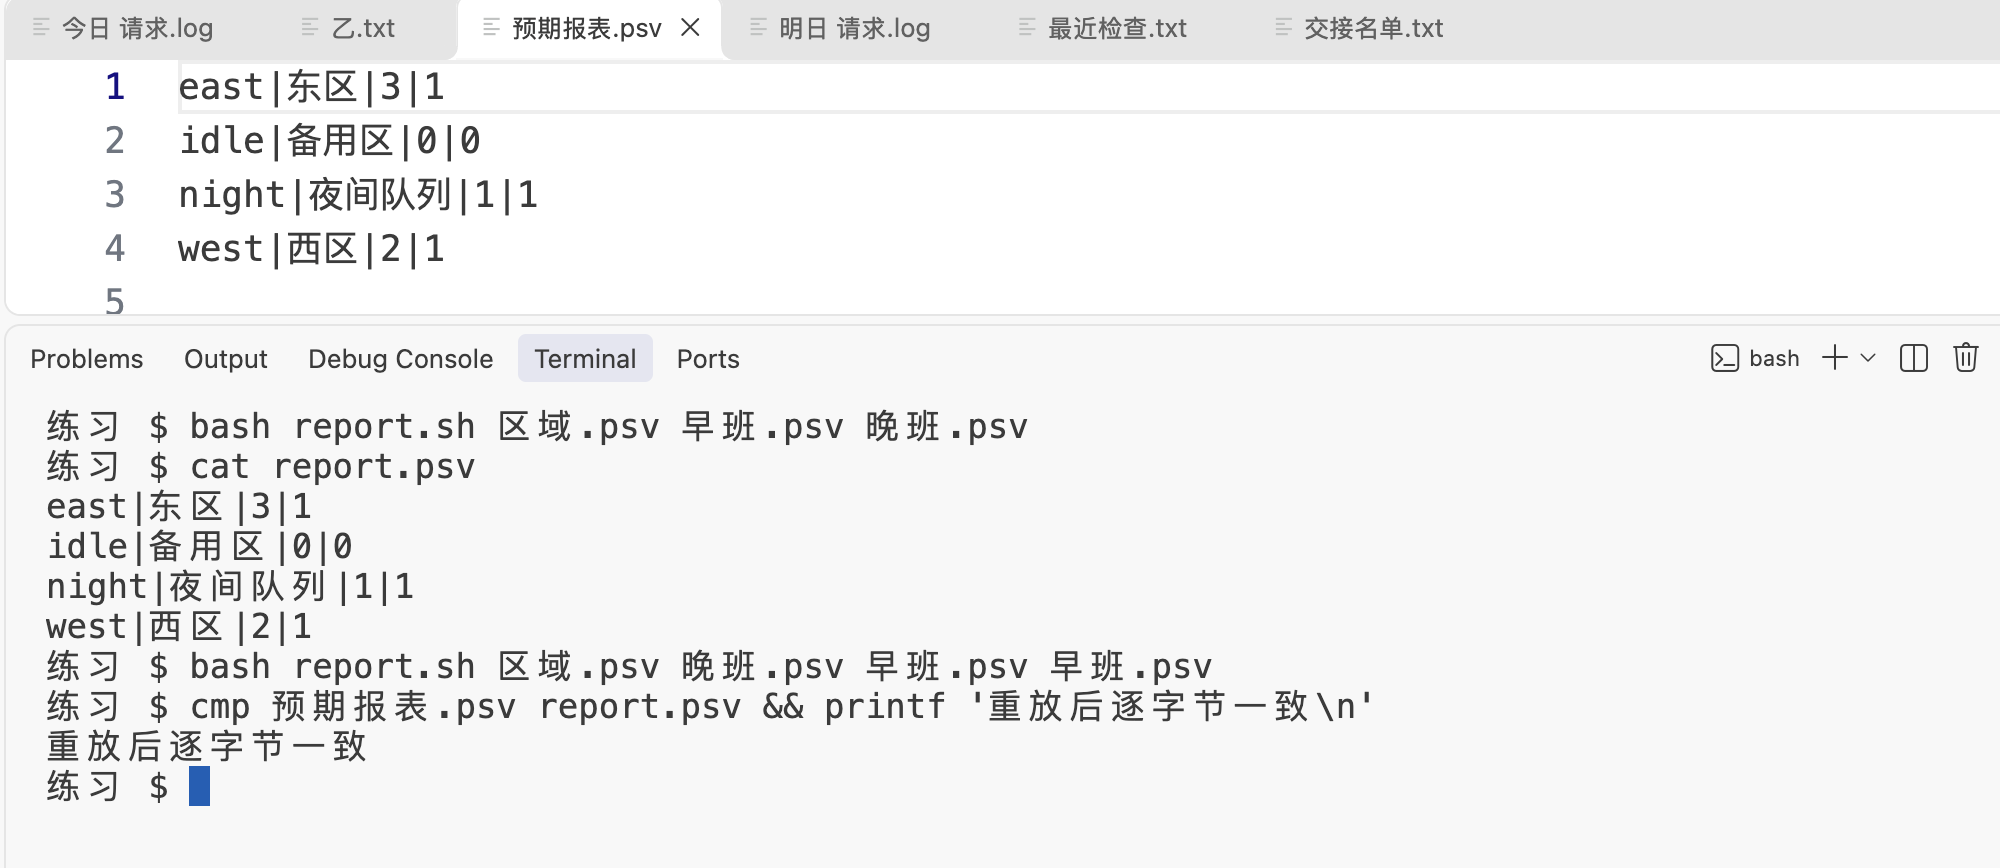 今日 请求.log 乙.txt 预期报表.psv 明日 请求.log 最近检查.txt 交接名单.txt
1 east|东区|3|1
2 idle|备用区|0|0
3 night|夜间队列|1|1
4 west|西区|2|1
5
Problems Output Debug Console Terminal Ports bash
练习 $ bash report.sh 区域.psv 早班.psv 晚班.psv
练习 $ cat report.psv
east|东区|3|1
idle|备用区|0|0
night|夜间队列|1|1
west|西区|2|1
练习 $ bash report.sh 区域.psv 晚班.psv 早班.psv 早班.psv
练习 $ cmp 预期报表.psv report.psv && printf '重放后逐字节一致\n'
重放后逐字节一致
练习 $